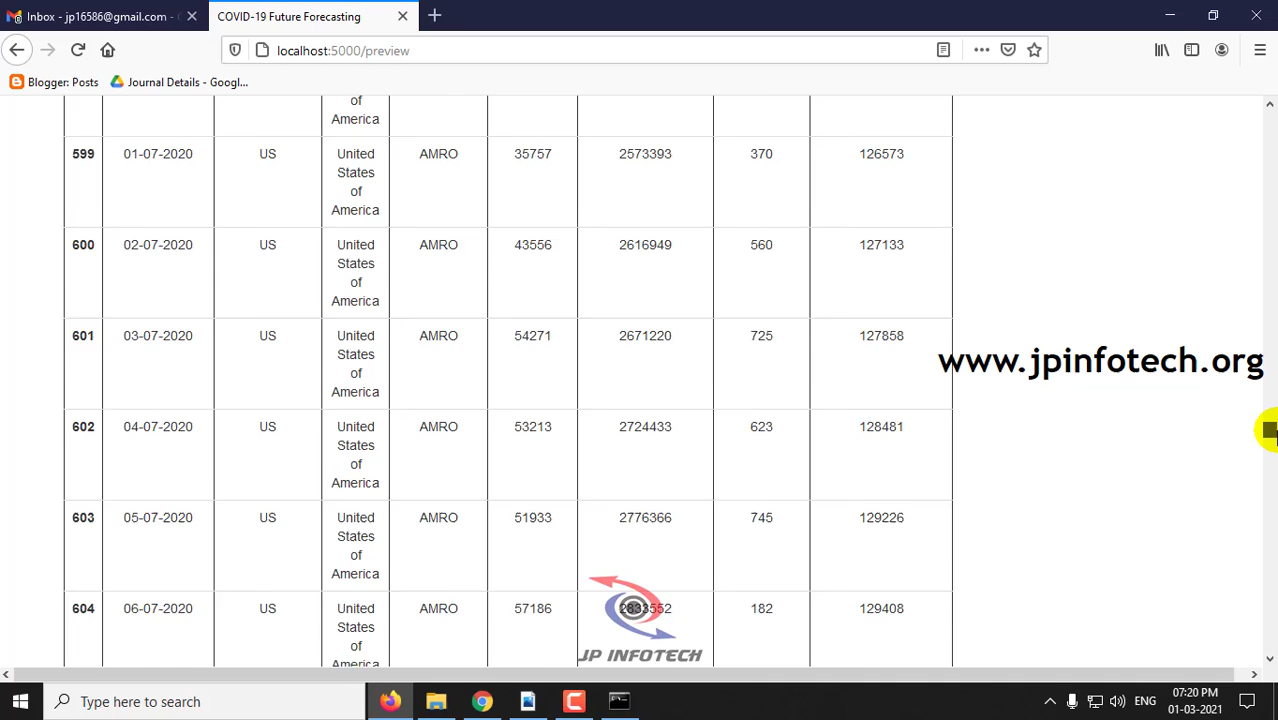 Inbox - jp16586@gmail.com -
COVID-19 Future Forecasting
localhost:5000/preview
Blogger: Posts
Journal Details - Googl...
of
America
599 01-07-2020 US United States of America AMRO 35757 2573393 370 126573
600 02-07-2020 US United States of America AMRO 43556 2616949 560 127133
601 03-07-2020 US United States of America AMRO 54271 2671220 725 127858
www.jpinfotech.org
602 04-07-2020 US United States of America AMRO 53213 2724433 623 128481
603 05-07-2020 US United States of America AMRO 51933 2776366 745 129226
604 06-07-2020 US United States of America AMRO 57186 2833552 182 129408
JP INFOTECH
Type here to search
ENG
07:20 PM
01-03-2021